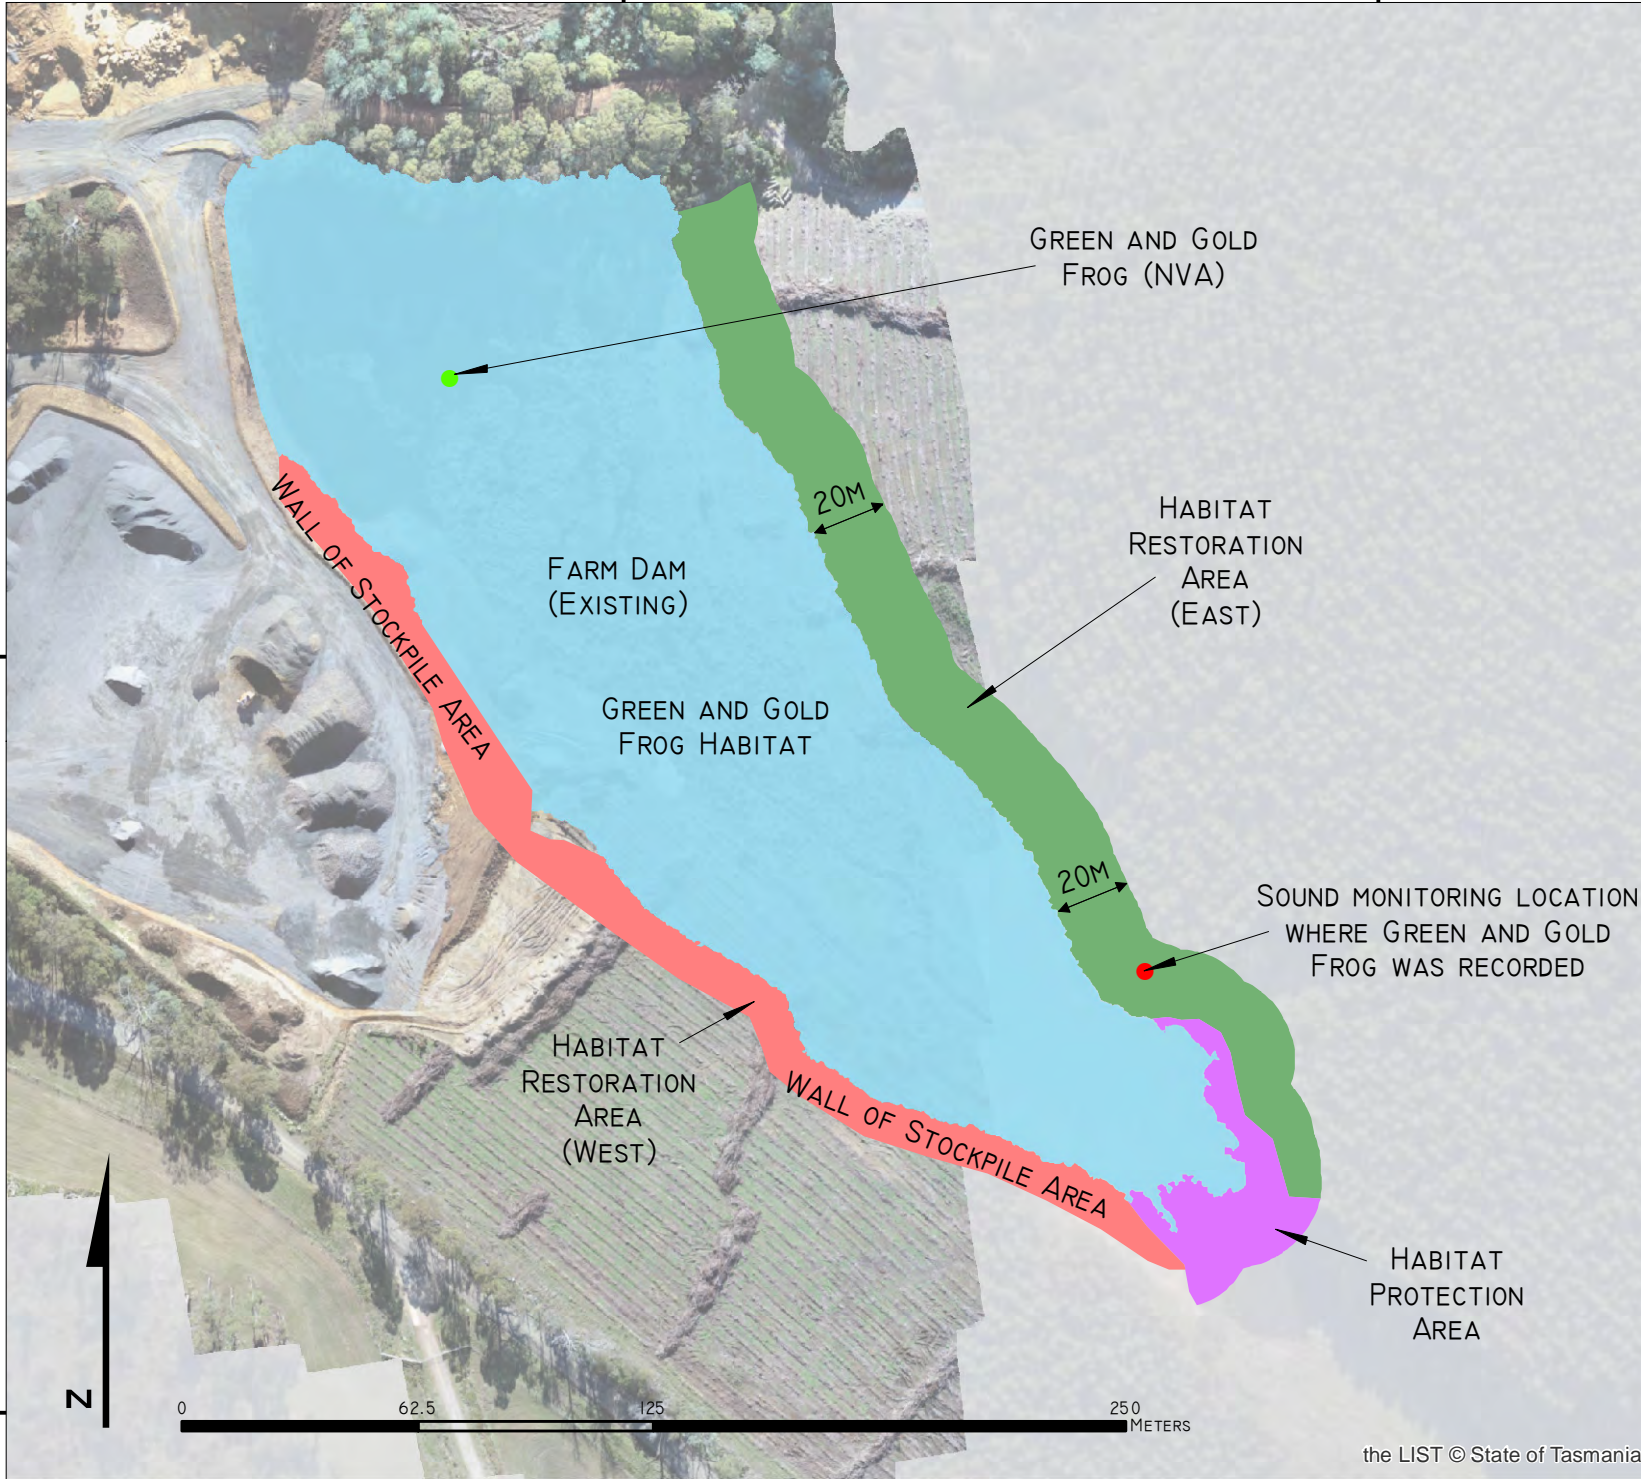 Green and Gold
Frog (NVA)
Habitat
Restoration
Area
(East)
20m
Farm Dam
(Existing)
Wall of Stockpile Area
Green and Gold
Frog Habitat
20m
Sound monitoring location
where Green and Gold
Frog was recorded
Habitat
Restoration
Area
(West)
Wall of Stockpile Area
Habitat
Protection
Area
N
0 62.5 125 250
Meters
the LIST © State of Tasmania